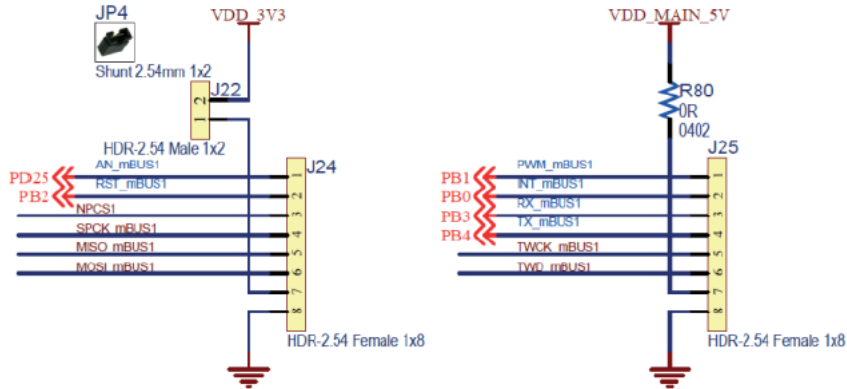 JP4
VDD_3V3
Shunt 2.54mm 1x2
J22
2
1
HDR-2.54 Male 1x2
J24
PD25
AN_mBUS1
1
PB2
RST_mBUS1
2
NPCS1
3
SPCK_mBUS1
4
MISO_mBUS1
5
MOSI_mBUS1
6
7
8
HDR-2.54 Female 1x8
VDD_MAIN_5V
R80
0R
0402
J25
PB1
PWM_mBUS1
1
PB0
INT_mBUS1
2
PB3
RX_mBUS1
3
PB4
TX_mBUS1
4
TWCK_mBUS1
5
TWD_mBUS1
6
7
8
HDR-2.54 Female 1x8